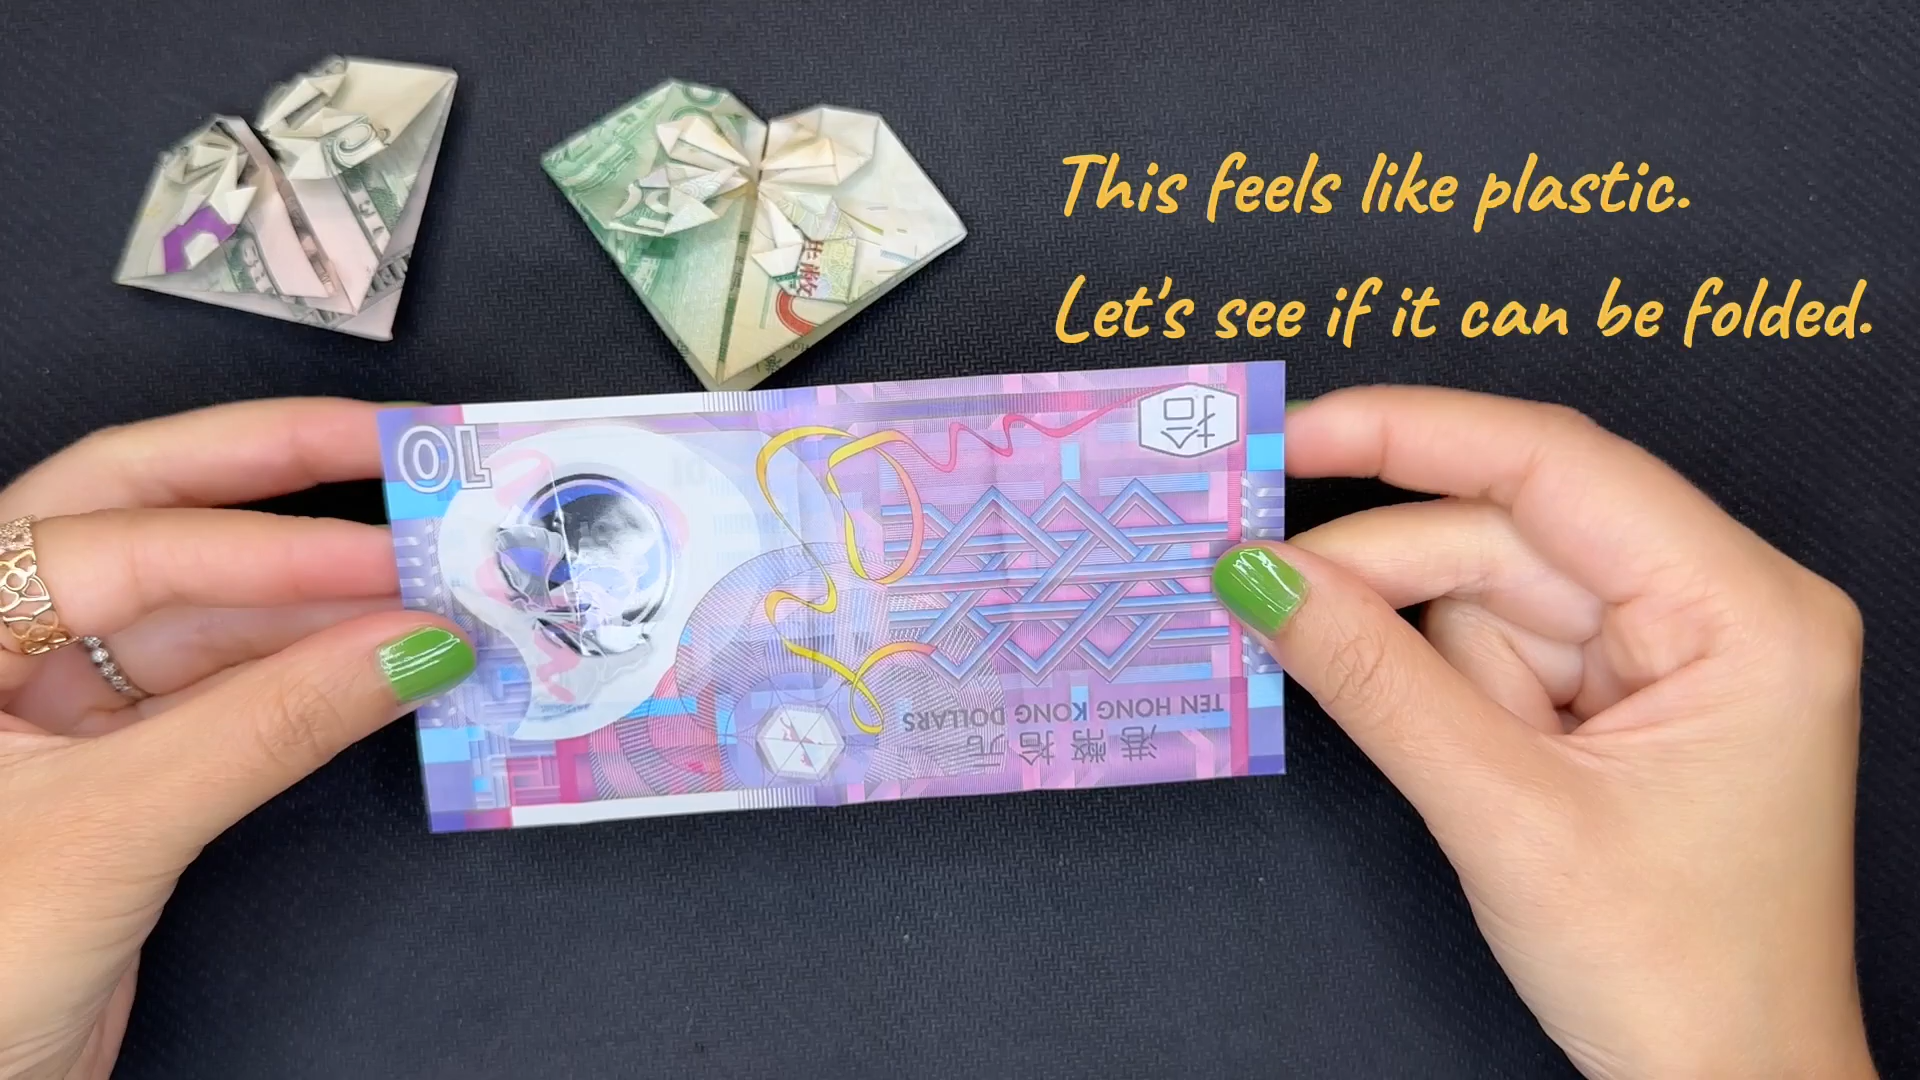 This feels like plastic.
Let's see if it can be folded.
10
拾
TEN HONG KONG DOLLARS
港幣拾元